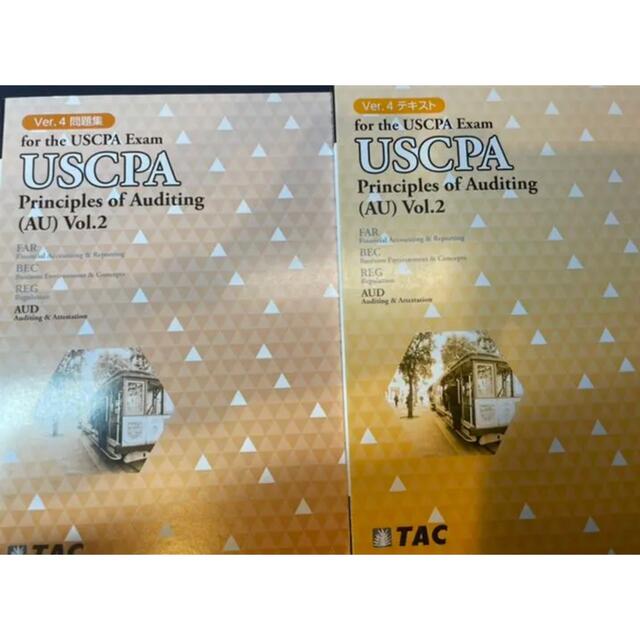 Ver. 4 問題集
for the USCPA Exam
USCPA
Principles of Auditing
(AU) Vol.2
FAR
Financial Accounting & Reporting
BEC
Business Environment & Concepts
REG
Regulation
AUD
Auditing & Attestation
TAC
Ver. 4 テキスト
for the USCPA Exam
USCPA
Principles of Auditing
(AU) Vol.2
FAR
Financial Accounting & Reporting
BEC
Business Environment & Concepts
REG
Regulation
AUD
Auditing & Attestation
TAC